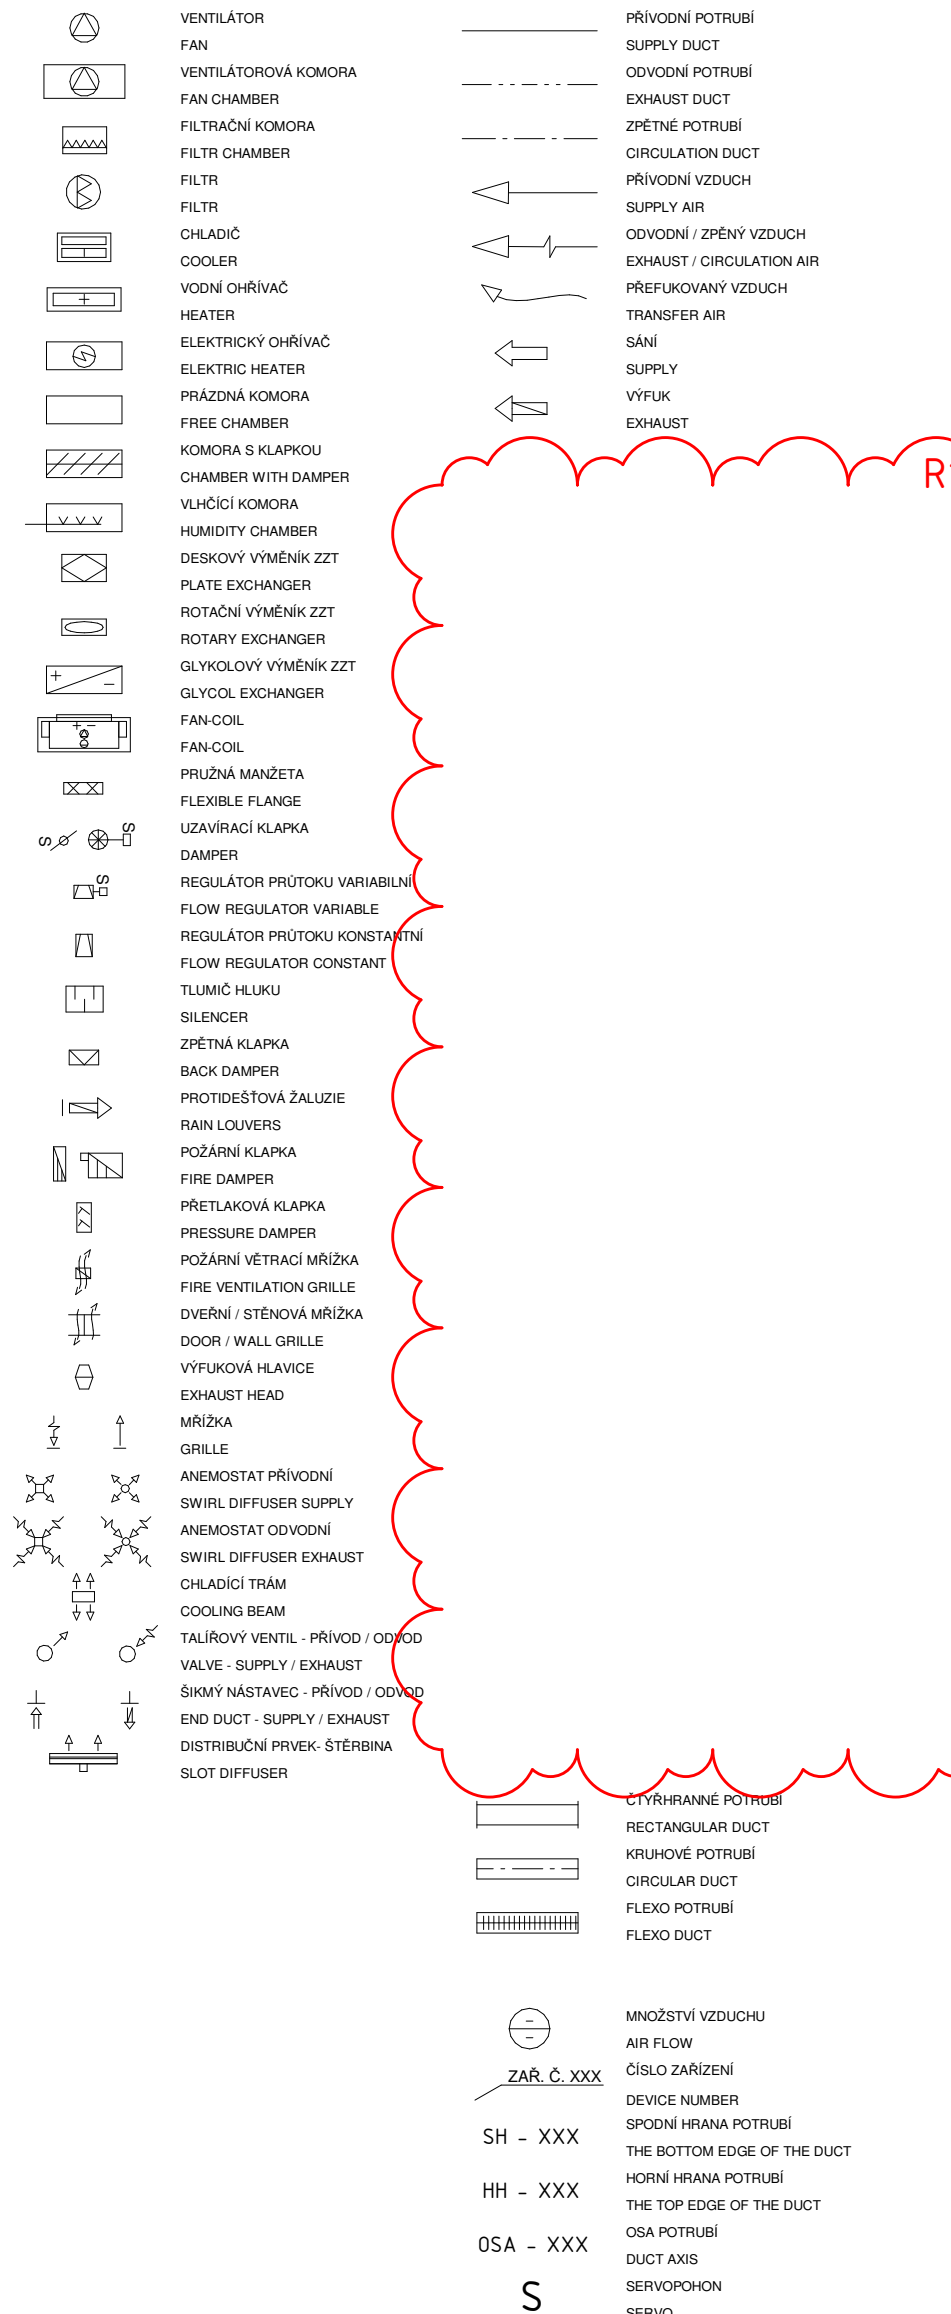 VENTILÁTOR
FAN
VENTILÁTOROVÁ KOMORA
FAN CHAMBER
FILTRAČNÍ KOMORA
FILTR CHAMBER
FILTR
FILTR
CHLADIČ
COOLER
VODNÍ OHŘÍVAČ
HEATER
ELEKTRICKÝ OHŘÍVAČ
ELEKTRIC HEATER
PRÁZDNÁ KOMORA
FREE CHAMBER
KOMORA S KLAPKOU
CHAMBER WITH DAMPER
VLHČÍCÍ KOMORA
HUMIDITY CHAMBER
DESKOVÝ VÝMĚNÍK ZZT
PLATE EXCHANGER
ROTAČNÍ VÝMĚNÍK ZZT
ROTARY EXCHANGER
GLYKOLOVÝ VÝMĚNÍK ZZT
GLYCOL EXCHANGER
FAN-COIL
FAN-COIL
PRUŽNÁ MANŽETA
FLEXIBLE FLANGE
S S UZAVÍRACÍ KLAPKA
DAMPER
S REGULÁTOR PRŮTOKU VARIABILNÍ
FLOW REGULATOR VARIABLE
REGULÁTOR PRŮTOKU KONSTANTNÍ
FLOW REGULATOR CONSTANT
TLUMIČ HLUKU
SILENCER
ZPĚTNÁ KLAPKA
BACK DAMPER
PROTIDEŠŤOVÁ ŽALUZIE
RAIN LOUVERS
POŽÁRNÍ KLAPKA
FIRE DAMPER
PŘETLAKOVÁ KLAPKA
PRESSURE DAMPER
POŽÁRNÍ VĚTRACÍ MŘÍŽKA
FIRE VENTILATION GRILLE
DVEŘNÍ / STĚNOVÁ MŘÍŽKA
DOOR / WALL GRILLE
VÝFUKOVÁ HLAVICE
EXHAUST HEAD
MŘÍŽKA
GRILLE
ANEMOSTAT PŘÍVODNÍ
SWIRL DIFFUSER SUPPLY
ANEMOSTAT ODVODNÍ
SWIRL DIFFUSER EXHAUST
CHLADÍCÍ TRÁM
COOLING BEAM
TALÍŘOVÝ VENTIL - PŘÍVOD / ODVOD
VALVE - SUPPLY / EXHAUST
ŠIKMÝ NÁSTAVEC - PŘÍVOD / ODVOD
END DUCT - SUPPLY / EXHAUST
DISTRIBUČNÍ PRVEK- ŠTĚRBINA
SLOT DIFFUSER
PŘÍVODNÍ POTRUBÍ
SUPPLY DUCT
ODVODNÍ POTRUBÍ
EXHAUST DUCT
ZPĚTNÉ POTRUBÍ
CIRCULATION DUCT
PŘÍVODNÍ VZDUCH
SUPPLY AIR
ODVODNÍ / ZPĚNÝ VZDUCH
EXHAUST / CIRCULATION AIR
PŘEFUKOVANÝ VZDUCH
TRANSFER AIR
SÁNÍ
SUPPLY
VÝFUK
EXHAUST
ČTYŘHRANNÉ POTRUBÍ
RECTANGULAR DUCT
KRUHOVÉ POTRUBÍ
CIRCULAR DUCT
FLEXO POTRUBÍ
FLEXO DUCT
MNOŽSTVÍ VZDUCHU
AIR FLOW
ZAŘ. Č. XXX ČÍSLO ZAŘÍZENÍ
DEVICE NUMBER
SH - XXX SPODNÍ HRANA POTRUBÍ
THE BOTTOM EDGE OF THE DUCT
HH - XXX HORNÍ HRANA POTRUBÍ
THE TOP EDGE OF THE DUCT
OSA - XXX OSA POTRUBÍ
DUCT AXIS
S SERVOPOHON
SERVO